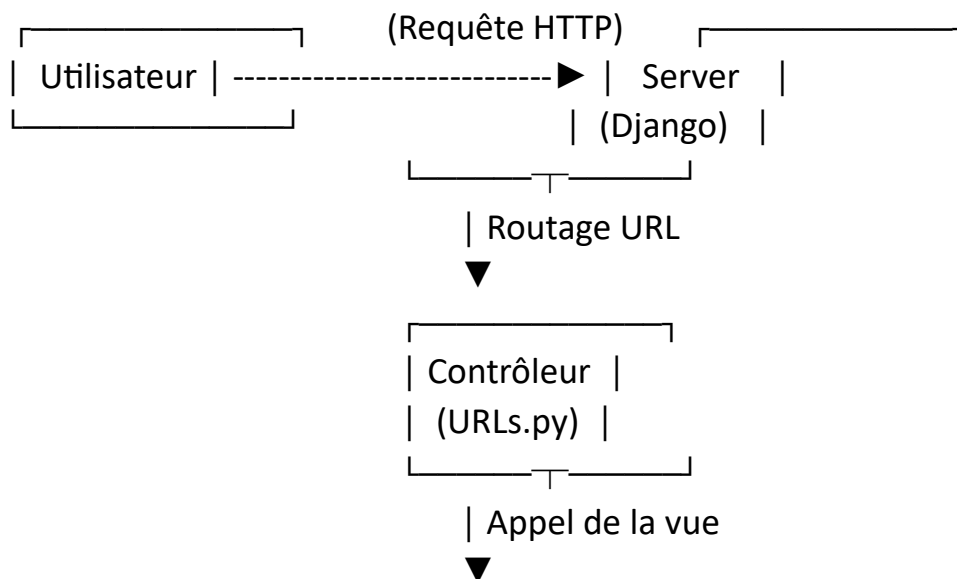 (Requête HTTP)
| Utilisateur | ----------------------------► | Server |
| (Django) |
| Routage URL
▼
| Contrôleur |
| (URLs.py) |
| Appel de la vue
▼